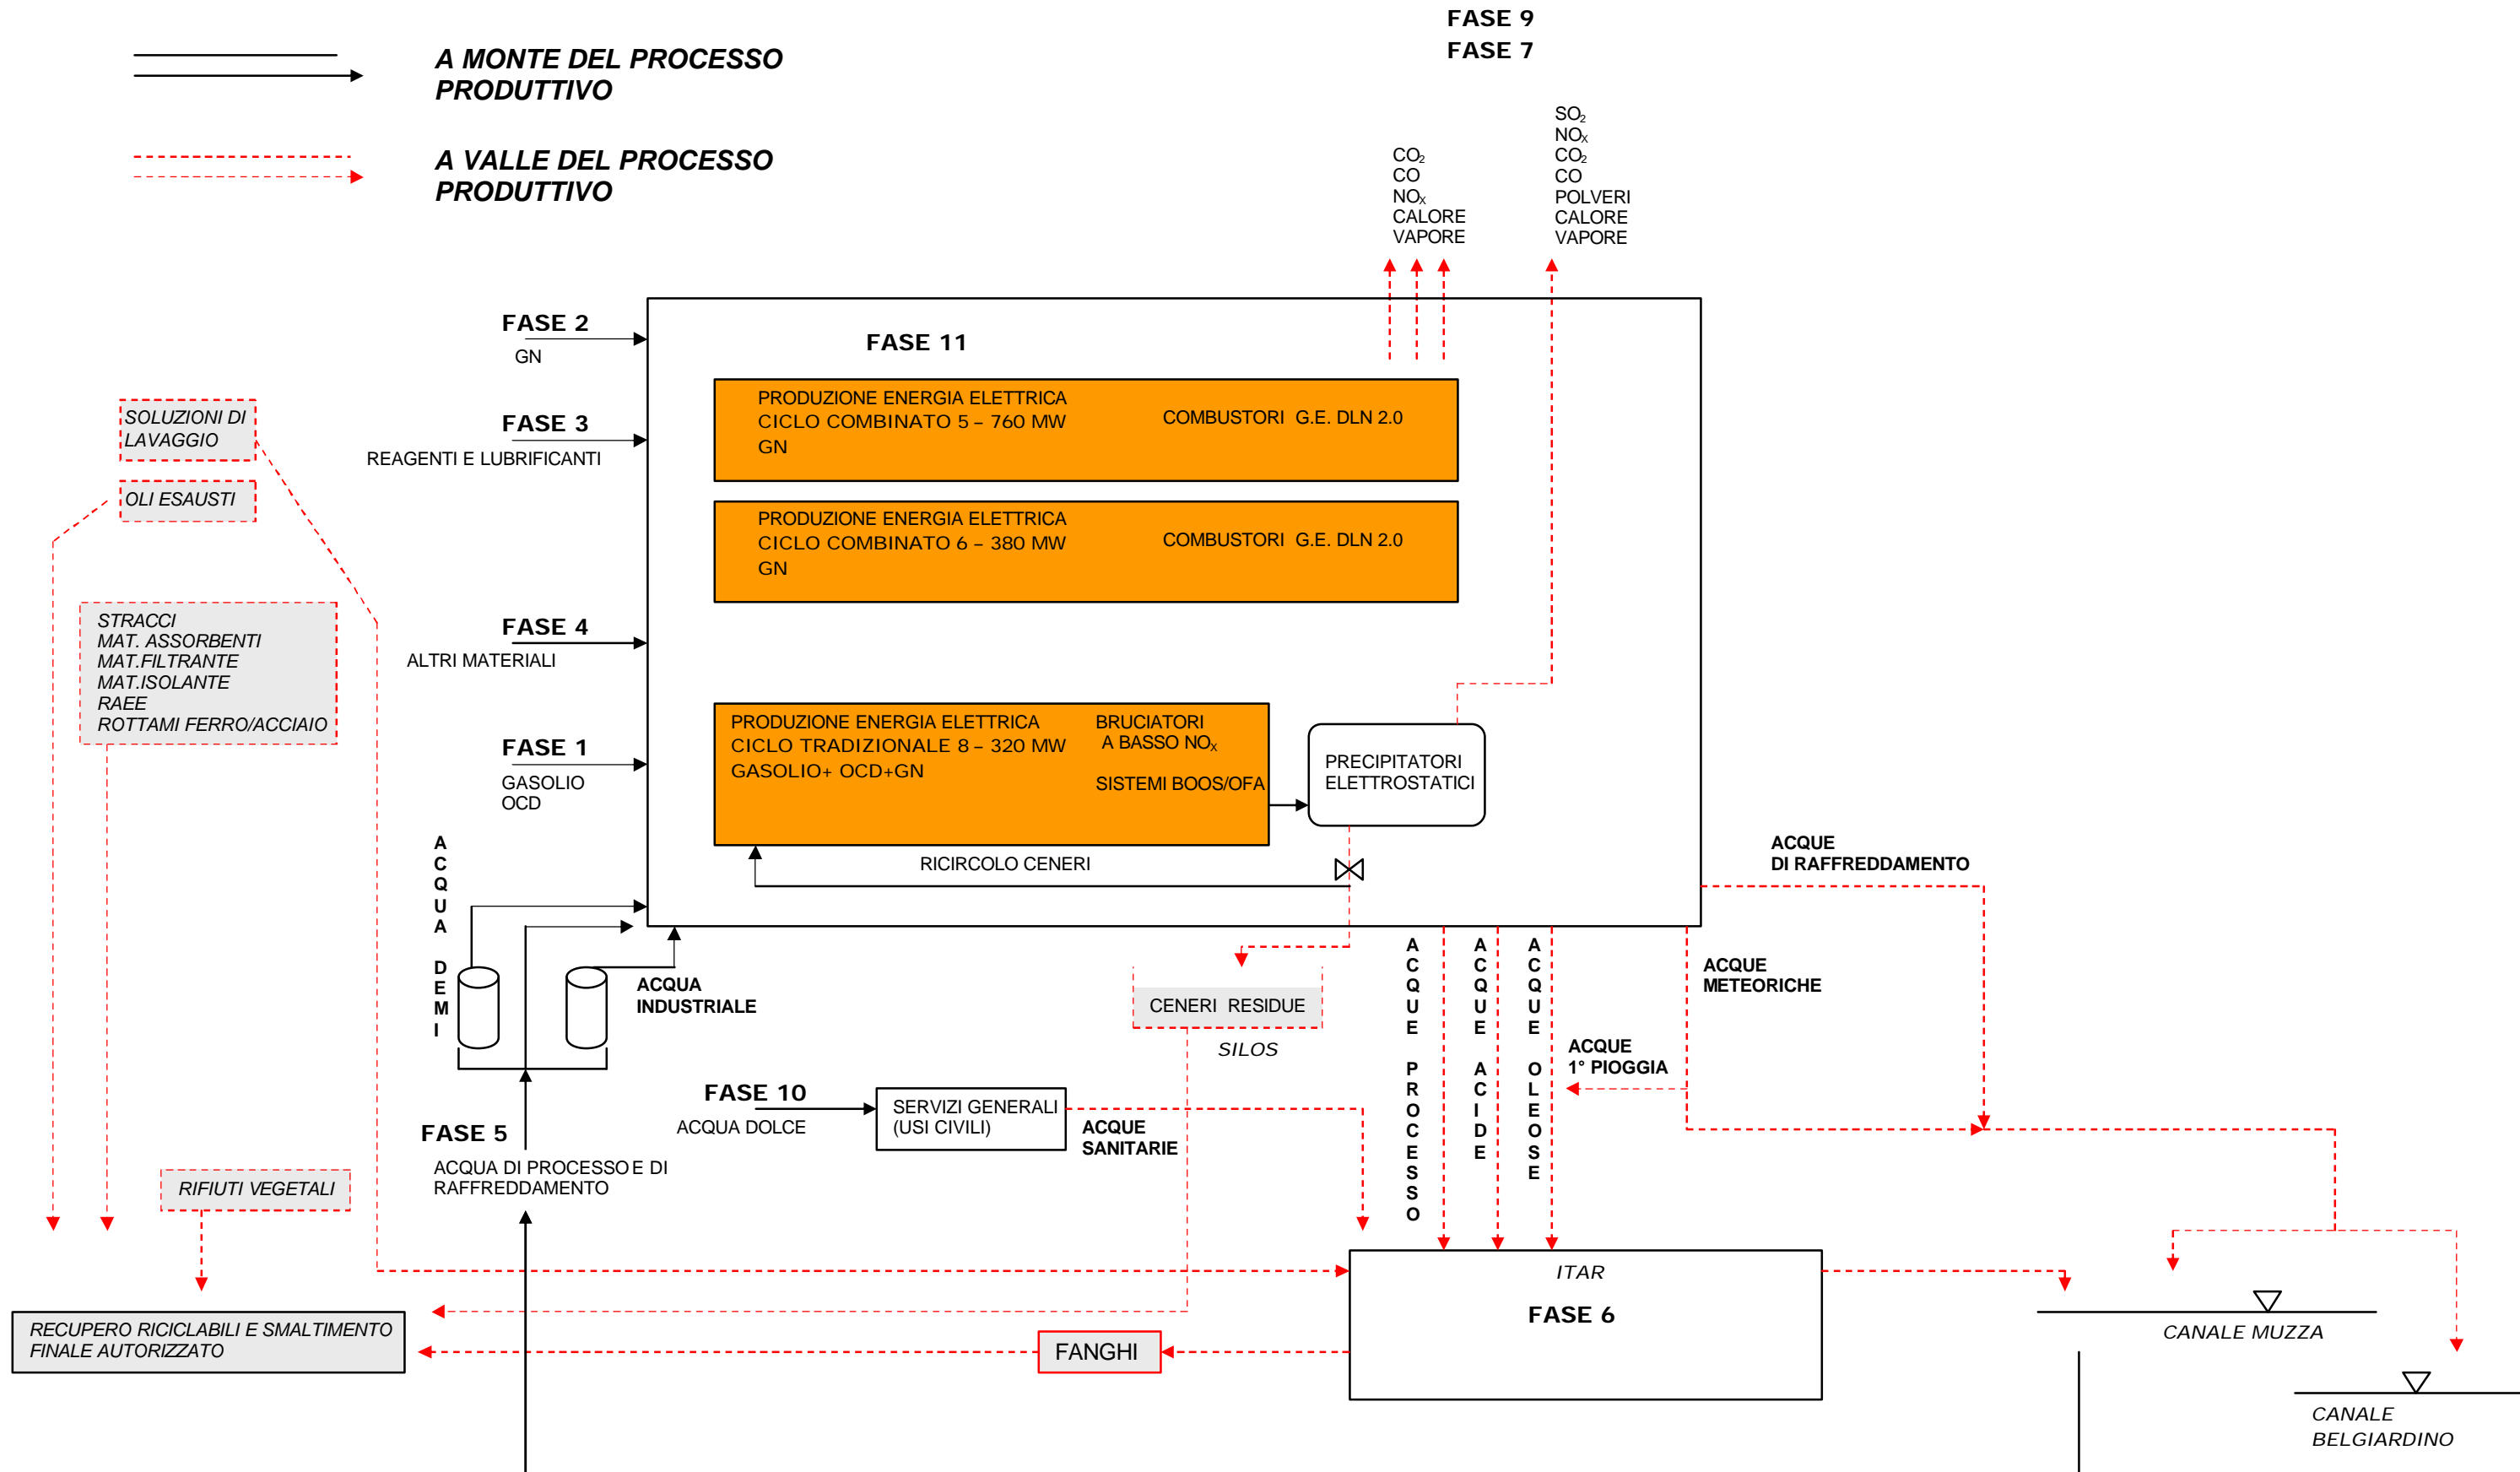 FASE 9
FASE 7
A MONTE DEL PROCESSO
PRODUTTIVO
A VALLE DEL PROCESSO
PRODUTTIVO
CO₂
CO
NOX
CALORE
VAPORE
SO₂
NOX
CO₂
CO
POLVERI
CALORE
VAPORE
FASE 2
GN
FASE 11
PRODUZIONE ENERGIA ELETTRICA
CICLO COMBINATO 5 – 760 MW
GN
COMBUSTORI G.E. DLN 2.0
FASE 3
REAGENTI E LUBRIFICANTI
SOLUZIONI DI
LAVAGGIO
OLI ESAUSTI
PRODUZIONE ENERGIA ELETTRICA
CICLO COMBINATO 6 – 380 MW
GN
COMBUSTORI G.E. DLN 2.0
STRACCI
MAT. ASSORBENTI
MAT.FILTRANTE
MAT.ISOLANTE
RAEE
ROTTAMI FERRO/ACCIAIO
FASE 4
ALTRI MATERIALI
FASE 1
GASOLIO
OCD
PRODUZIONE ENERGIA ELETTRICA
CICLO TRADIZIONALE 8 – 320 MW
GASOLIO+ OCD+GN
BRUCIATORI
A BASSO NOX
SISTEMI BOOS/OFA
PRECIPITATORI
ELETTROSTATICI
RICIRCOLO CENERI
ACQUA DEMI
ACQUA
INDUSTRIALE
ACQUE
DI RAFFREDDAMENTO
ACQUE PROCESSO
ACQUE ACIDE
ACQUE OLEOSE
ACQUE
METEORICHE
CENERI RESIDUE
SILOS
ACQUE
1° PIOGGIA
FASE 10
ACQUA DOLCE
SERVIZI GENERALI
(USI CIVILI)
ACQUE
SANITARIE
FASE 5
ACQUA DI PROCESSO E DI
RAFFREDDAMENTO
RIFIUTI VEGETALI
ITAR
FASE 6
RECUPERO RICICLABILI E SMALTIMENTO
FINALE AUTORIZZATO
FANGHI
CANALE MUZZA
CANALE
BELGIARDINO